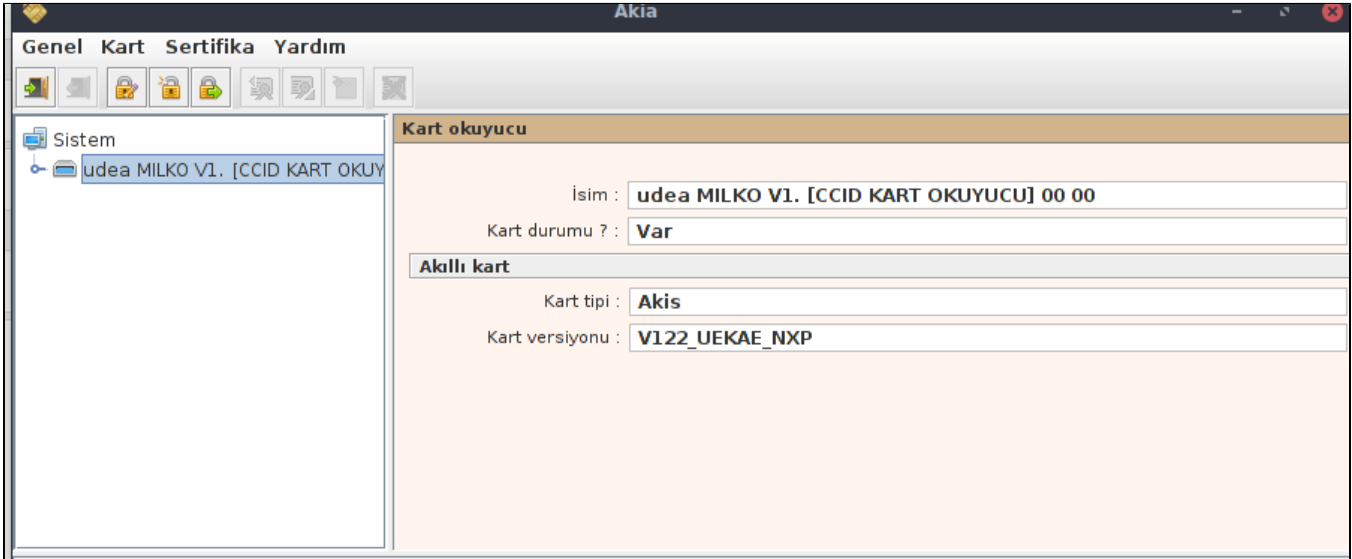 Akia
Genel Kart Sertifika Yardım
Sistem
udea MILKO V1. [CCID KART OKUY
Kart okuyucu
İsim : udea MILKO V1. [CCID KART OKUYUCU] 00 00
Kart durumu ? : Var
Akıllı kart
Kart tipi : Akis
Kart versiyonu : V122_UEKAE_NXP